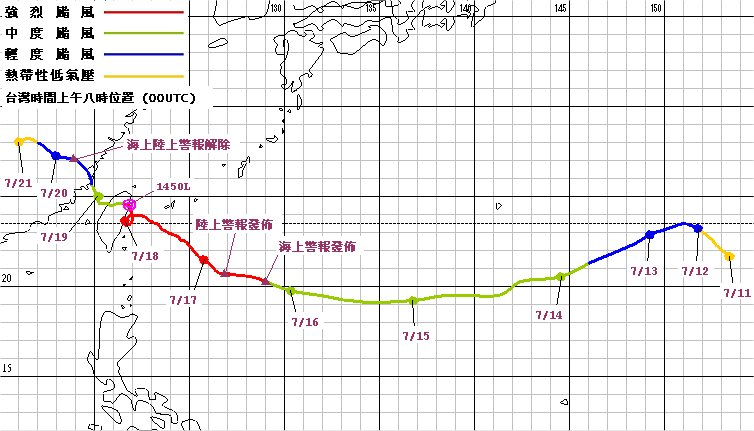 強烈颱風
中度颱風
輕度颱風
熱帶性低氣壓
台灣時間上午八時位置 (00UTC)
130
135
140
145
150
海上陸上警報解除
7/21
7/20
1450L
7/19
7/18
陸上警報發佈
海上警報發佈
7/17
7/16
7/15
7/14
7/13
7/12
7/11
20
15